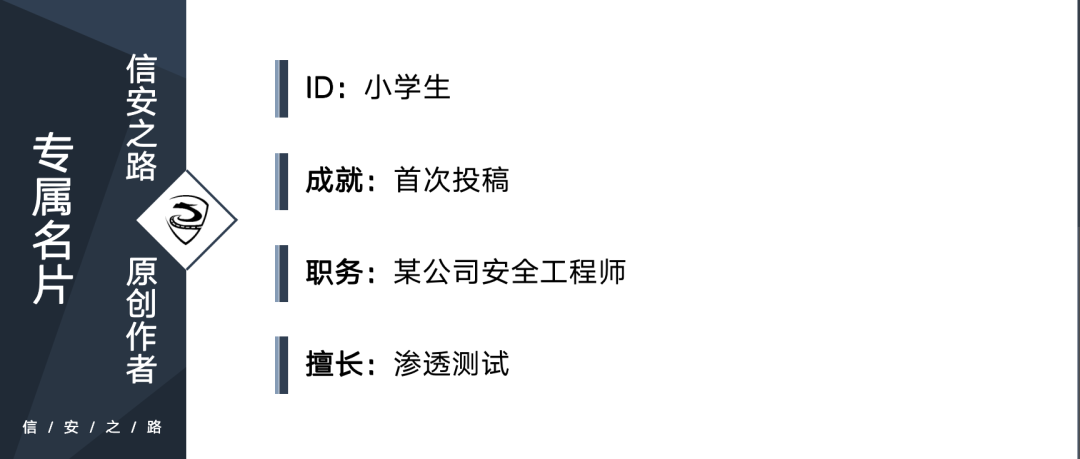 专属名片
信安之路 原创作者
信/安/之/路
ID：小学生
成就：首次投稿
职务：某公司安全工程师
擅长：渗透测试